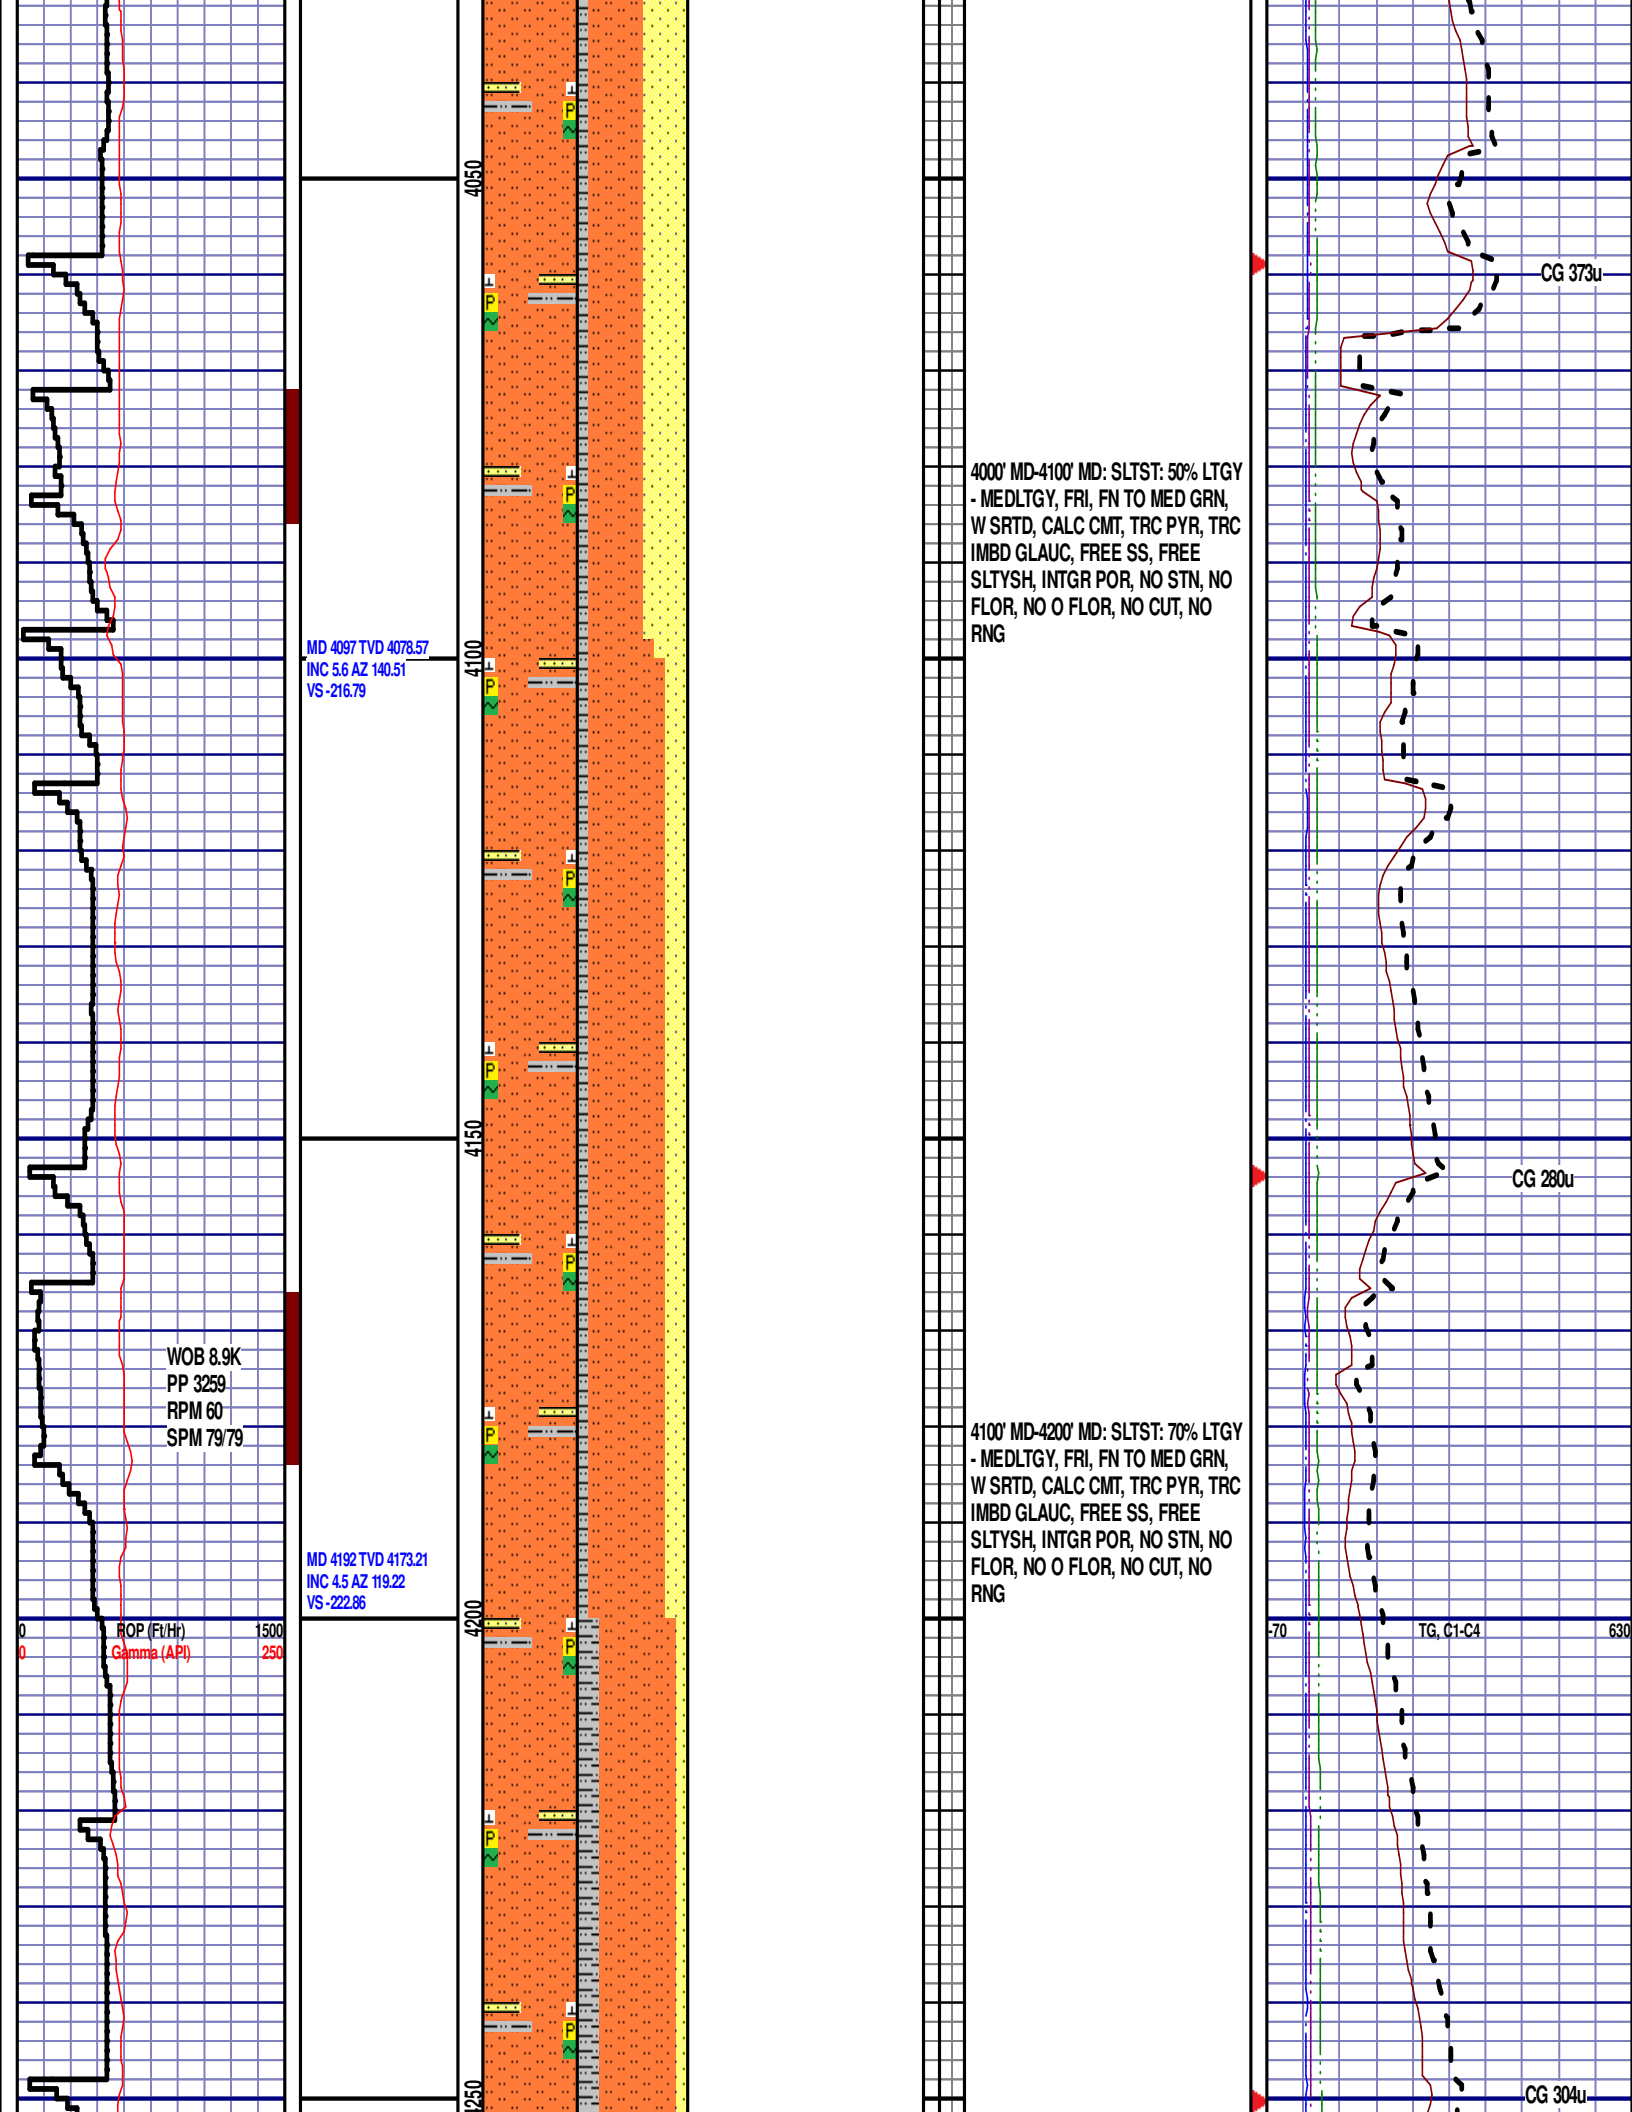 4050
CG 373u
4000' MD-4100' MD: SLTST: 50% LTGY
- MEDLTGY, FRI, FN TO MED GRN,
W SRTD, CALC CMT, TRC PYR, TRC
IMBD GLAUC, FREE SS, FREE
SLTYSH, INTGR POR, NO STN, NO
FLOR, NO O FLOR, NO CUT, NO
RNG
MD 4097 TVD 4078.57
INC 5.6 AZ 140.51
VS -216.79
4100
4150
CG 280u
WOB 8.9K
PP 3259
RPM 60
SPM 79/79
4100' MD-4200' MD: SLTST: 70% LTGY
- MEDLTGY, FRI, FN TO MED GRN,
W SRTD, CALC CMT, TRC PYR, TRC
IMBD GLAUC, FREE SS, FREE
SLTYSH, INTGR POR, NO STN, NO
FLOR, NO O FLOR, NO CUT, NO
RNG
MD 4192 TVD 4173.21
INC 4.5 AZ 119.22
VS -222.86
4200
0 ROP (Ft/Hr) 1500
0 Gamma (API) 250
-70 TG, C1-C4 630
4250
CG 304u
P
P
P
P
P
P
P
P
P
P
P